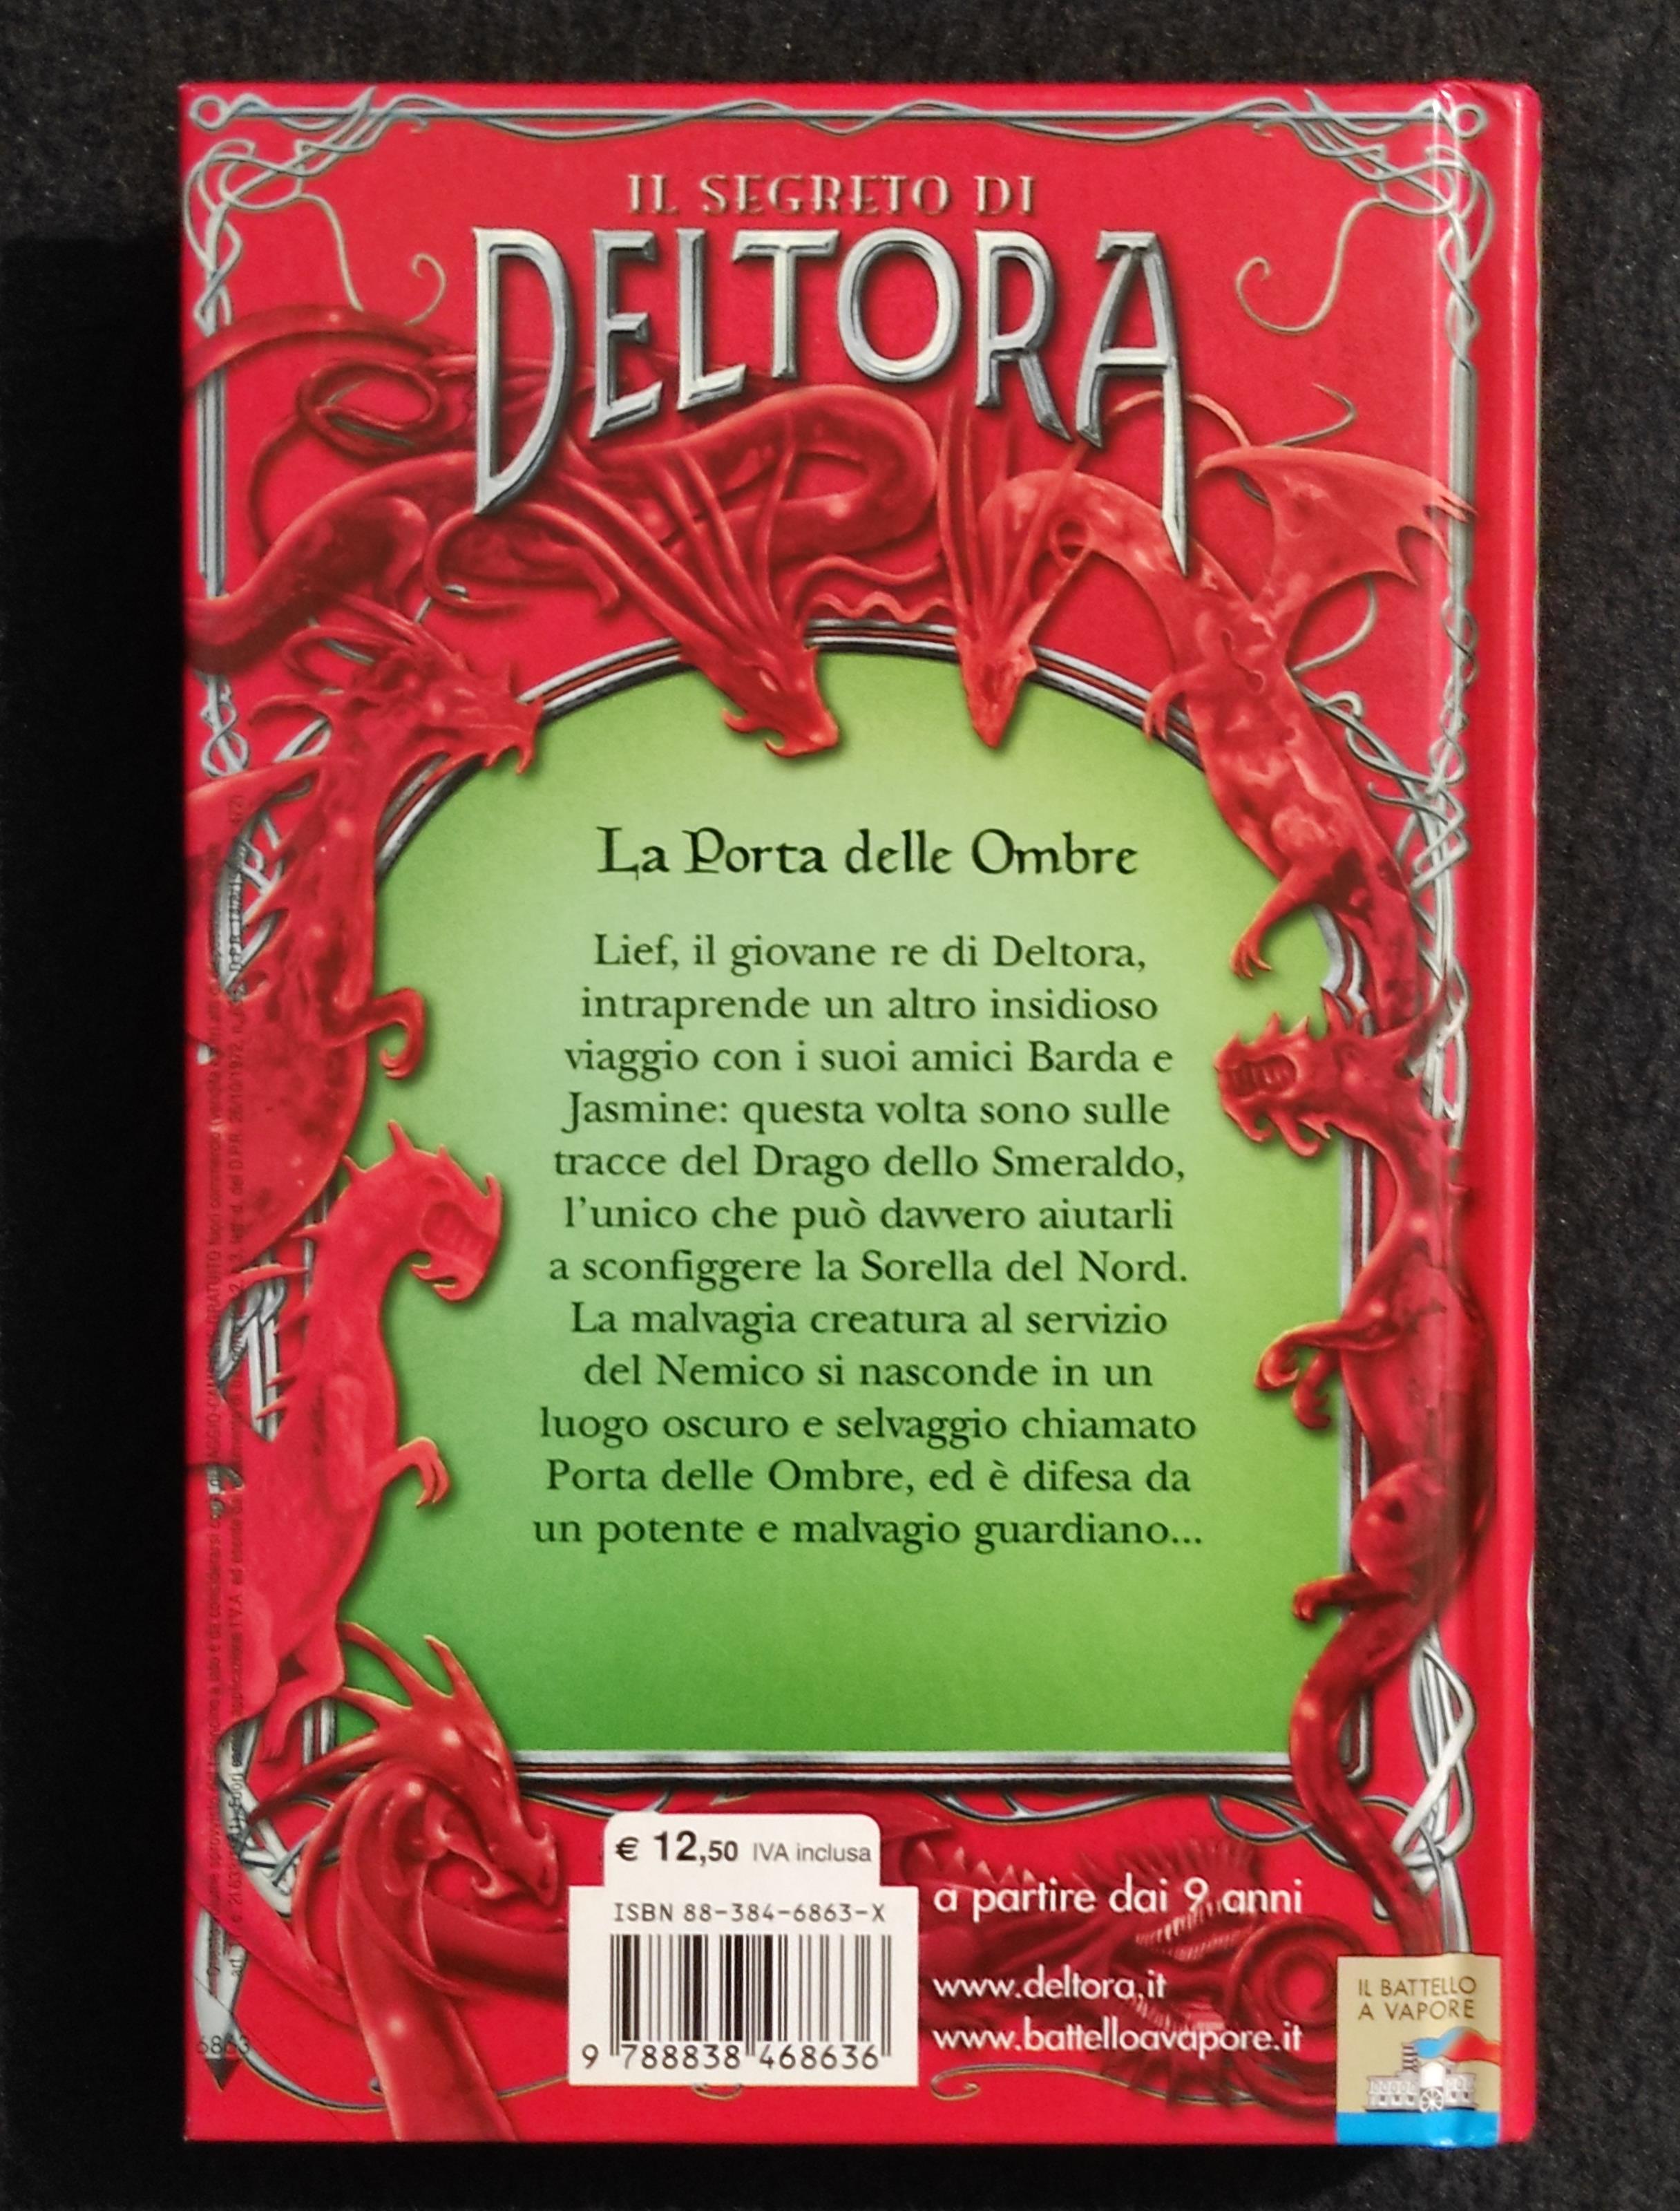 IL SEGRETO DI
DELTORA
La Porta delle Ombre
Lief, il giovane re di Deltora,
intraprende un altro insidioso
viaggio con i suoi amici Barda e
Jasmine: questa volta sono sulle
tracce del Drago dello Smeraldo,
l'unico che può davvero aiutarli
a sconfiggere la Sorella del Nord.
La malvagia creatura al servizio
del Nemico si nasconde in un
luogo oscuro e selvaggio chiamato
Porta delle Ombre, ed è difesa da
un potente e malvagio guardiano...
€ 12,50 IVA inclusa
ISBN 88-384-6863-X
9 788838 468636
a partire dai 9 anni
www.deltora.it
www.battelloavapore.it
IL BATTELLO
A VAPORE
6863